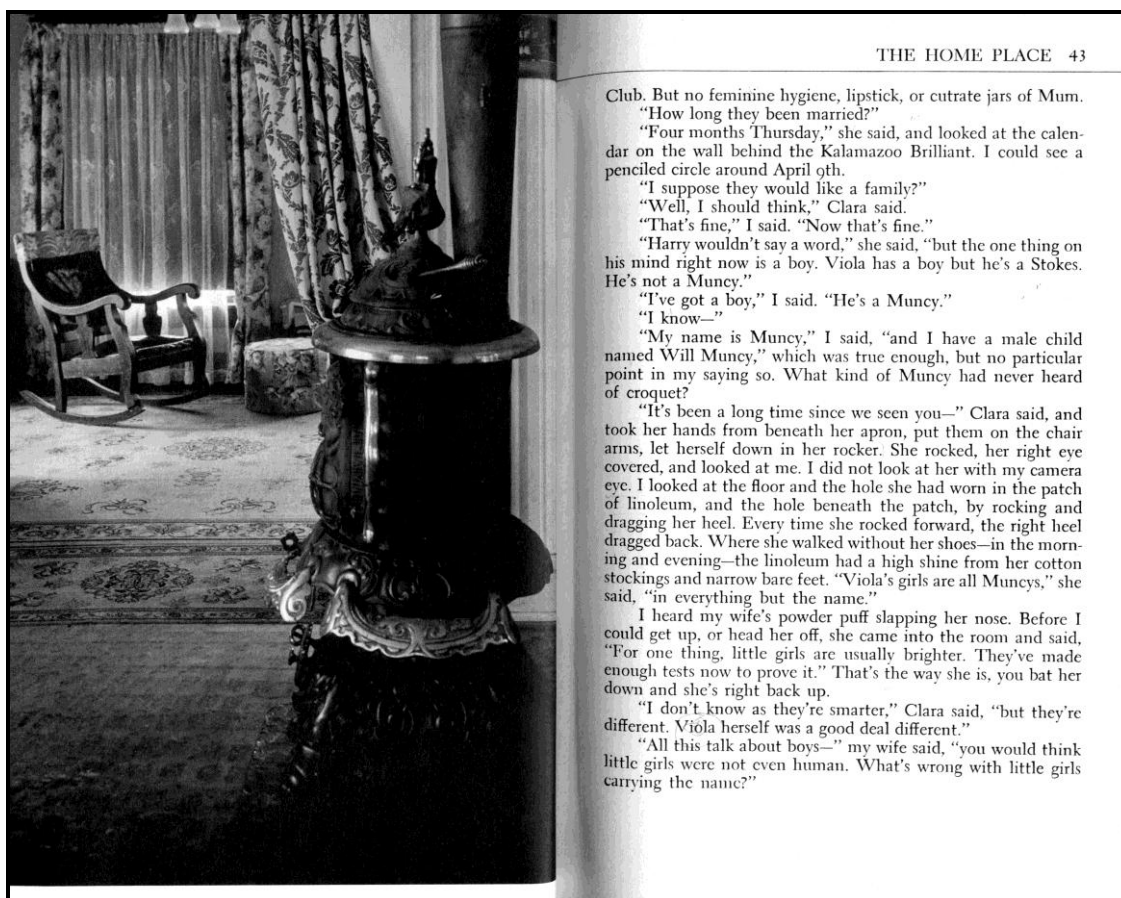 THE HOME PLACE 43
Club. But no feminine hygiene, lipstick, or cutrate jars of Mum.
"How long they been married?"
"Four months Thursday," she said, and looked at the calen-
dar on the wall behind the Kalamazoo Brilliant. I could see a
penciled circle around April 9th.
"I suppose they would like a family?"
"Well, I should think," Clara said.
"That's fine," I said. "Now that's fine."
"Harry wouldn't say a word," she said, "but the one thing on
his mind right now is a boy. Viola has a boy but he's a Stokes.
He's not a Muncy."
"I've got a boy," I said. "He's a Muncy."
"I know—"
"My name is Muncy," I said, "and I have a male child
named Will Muncy," which was true enough, but no particular
point in my saying so. What kind of Muncy had never heard
of croquet?
"It's been a long time since we seen you—" Clara said, and
took her hands from beneath her apron, put them on the chair
arms, let herself down in her rocker. She rocked, her right eye
covered, and looked at me. I did not look at her with my camera
eye. I looked at the floor and the hole she had worn in the patch
of linoleum, and the hole beneath the patch, by rocking and
dragging her heel. Every time she rocked forward, the right heel
dragged back. Where she walked without her shoes—in the morn-
ing and evening—the linoleum had a high shine from her cotton
stockings and narrow bare feet. "Viola's girls are all Muncys," she
said, "in everything but the name."
I heard my wife's powder puff slapping her nose. Before I
could get up, or head her off, she came into the room and said,
"For one thing, little girls are usually brighter. They've made
enough tests now to prove it." That's the way she is, you bat her
down and she's right back up.
"I don't know as they're smarter," Clara said, "but they're
different. Viola herself was a good deal different."
"All this talk about boys—" my wife said, "you would think
little girls were not even human. What's wrong with little girls
carrying the name?"